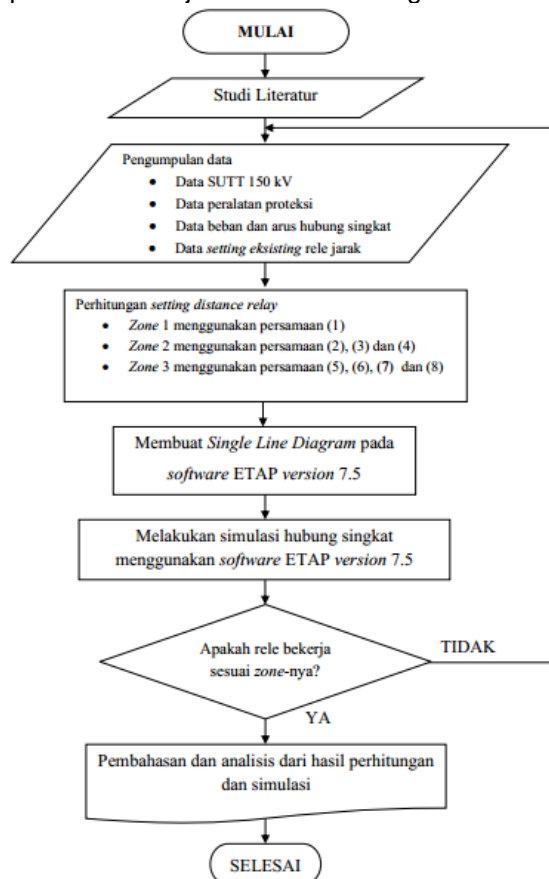 MULAI
Studi Literatur
Pengumpulan data
• Data SUTT 150 kV
• Data peralatan proteksi
• Data beban dan arus hubung singkat
• Data setting eksisting rele jarak
Perhitungan setting distance relay
• Zone 1 menggunakan persamaan (1)
• Zone 2 menggunakan persamaan (2), (3) dan (4)
• Zone 3 menggunakan persamaan (5), (6), (7) dan (8)
Membuat Single Line Diagram pada
software ETAP version 7.5
Melakukan simulasi hubung singkat
menggunakan software ETAP version 7.5
Apakah rele bekerja
sesuai zone-nya?
TIDAK
YA
Pembahasan dan analisis dari hasil perhitungan
dan simulasi
SELESAI